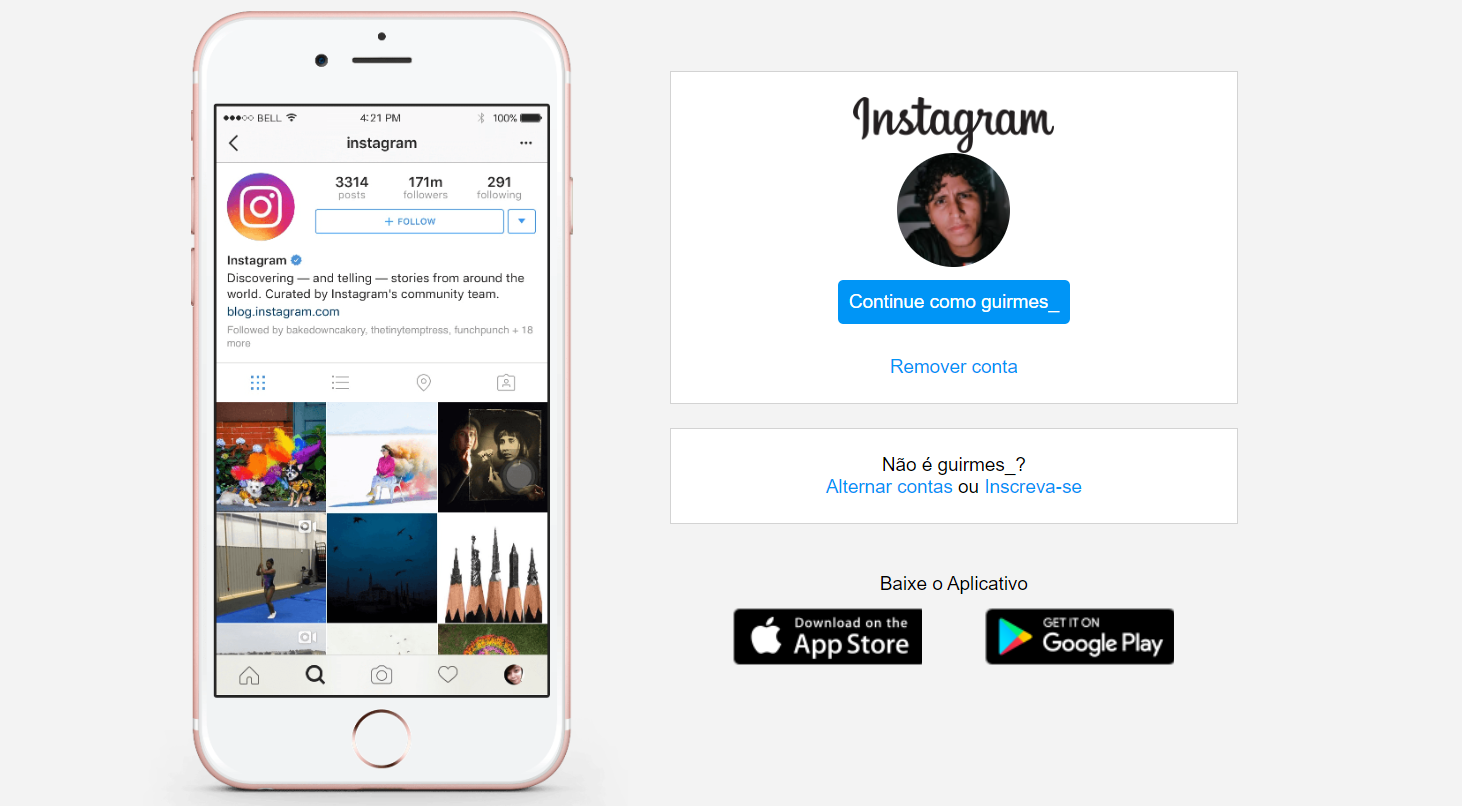 BELL 4:21 PM 100%
instagram
3314 171m 291
posts followers following
+ FOLLOW
Instagram
Discovering — and telling — stories from around the
world. Curated by Instagram's community team.
blog.instagram.com
Followed by bakedowncakery, thetinytemptress, funchpunch + 18
more
Instagram
Continue como guirmes_
Remover conta
Não é guirmes_?
Alternar contas ou Inscreva-se
Baixe o Aplicativo
Download on the
App Store
GET IT ON
Google Play